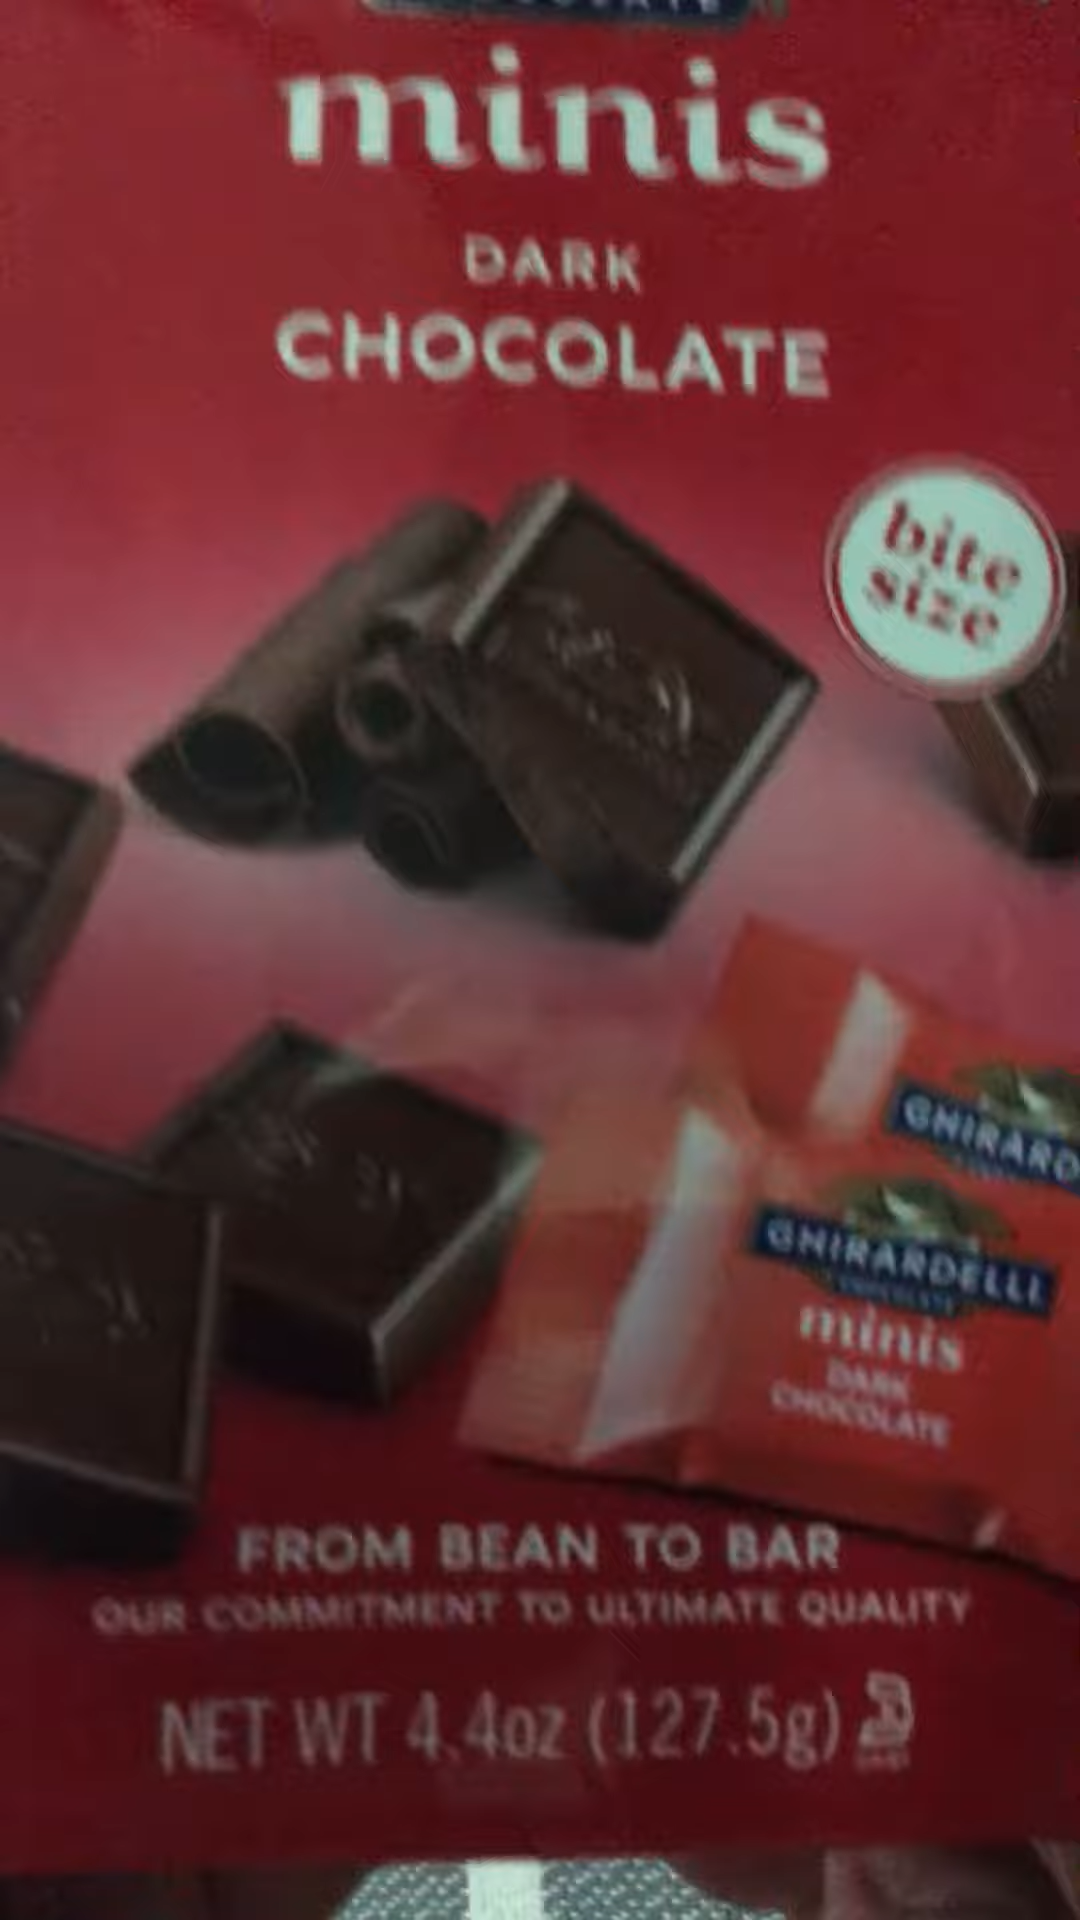 minis
DARK
CHOCOLATE
bite
size
GHIRARD
GHIRARDELLI
CHOCOLATE
minis
DARK
CHOCOLATE
FROM BEAN TO BAR
OUR COMMITMENT TO ULTIMATE QUALITY
NET WT 4.4oz (127.5g)